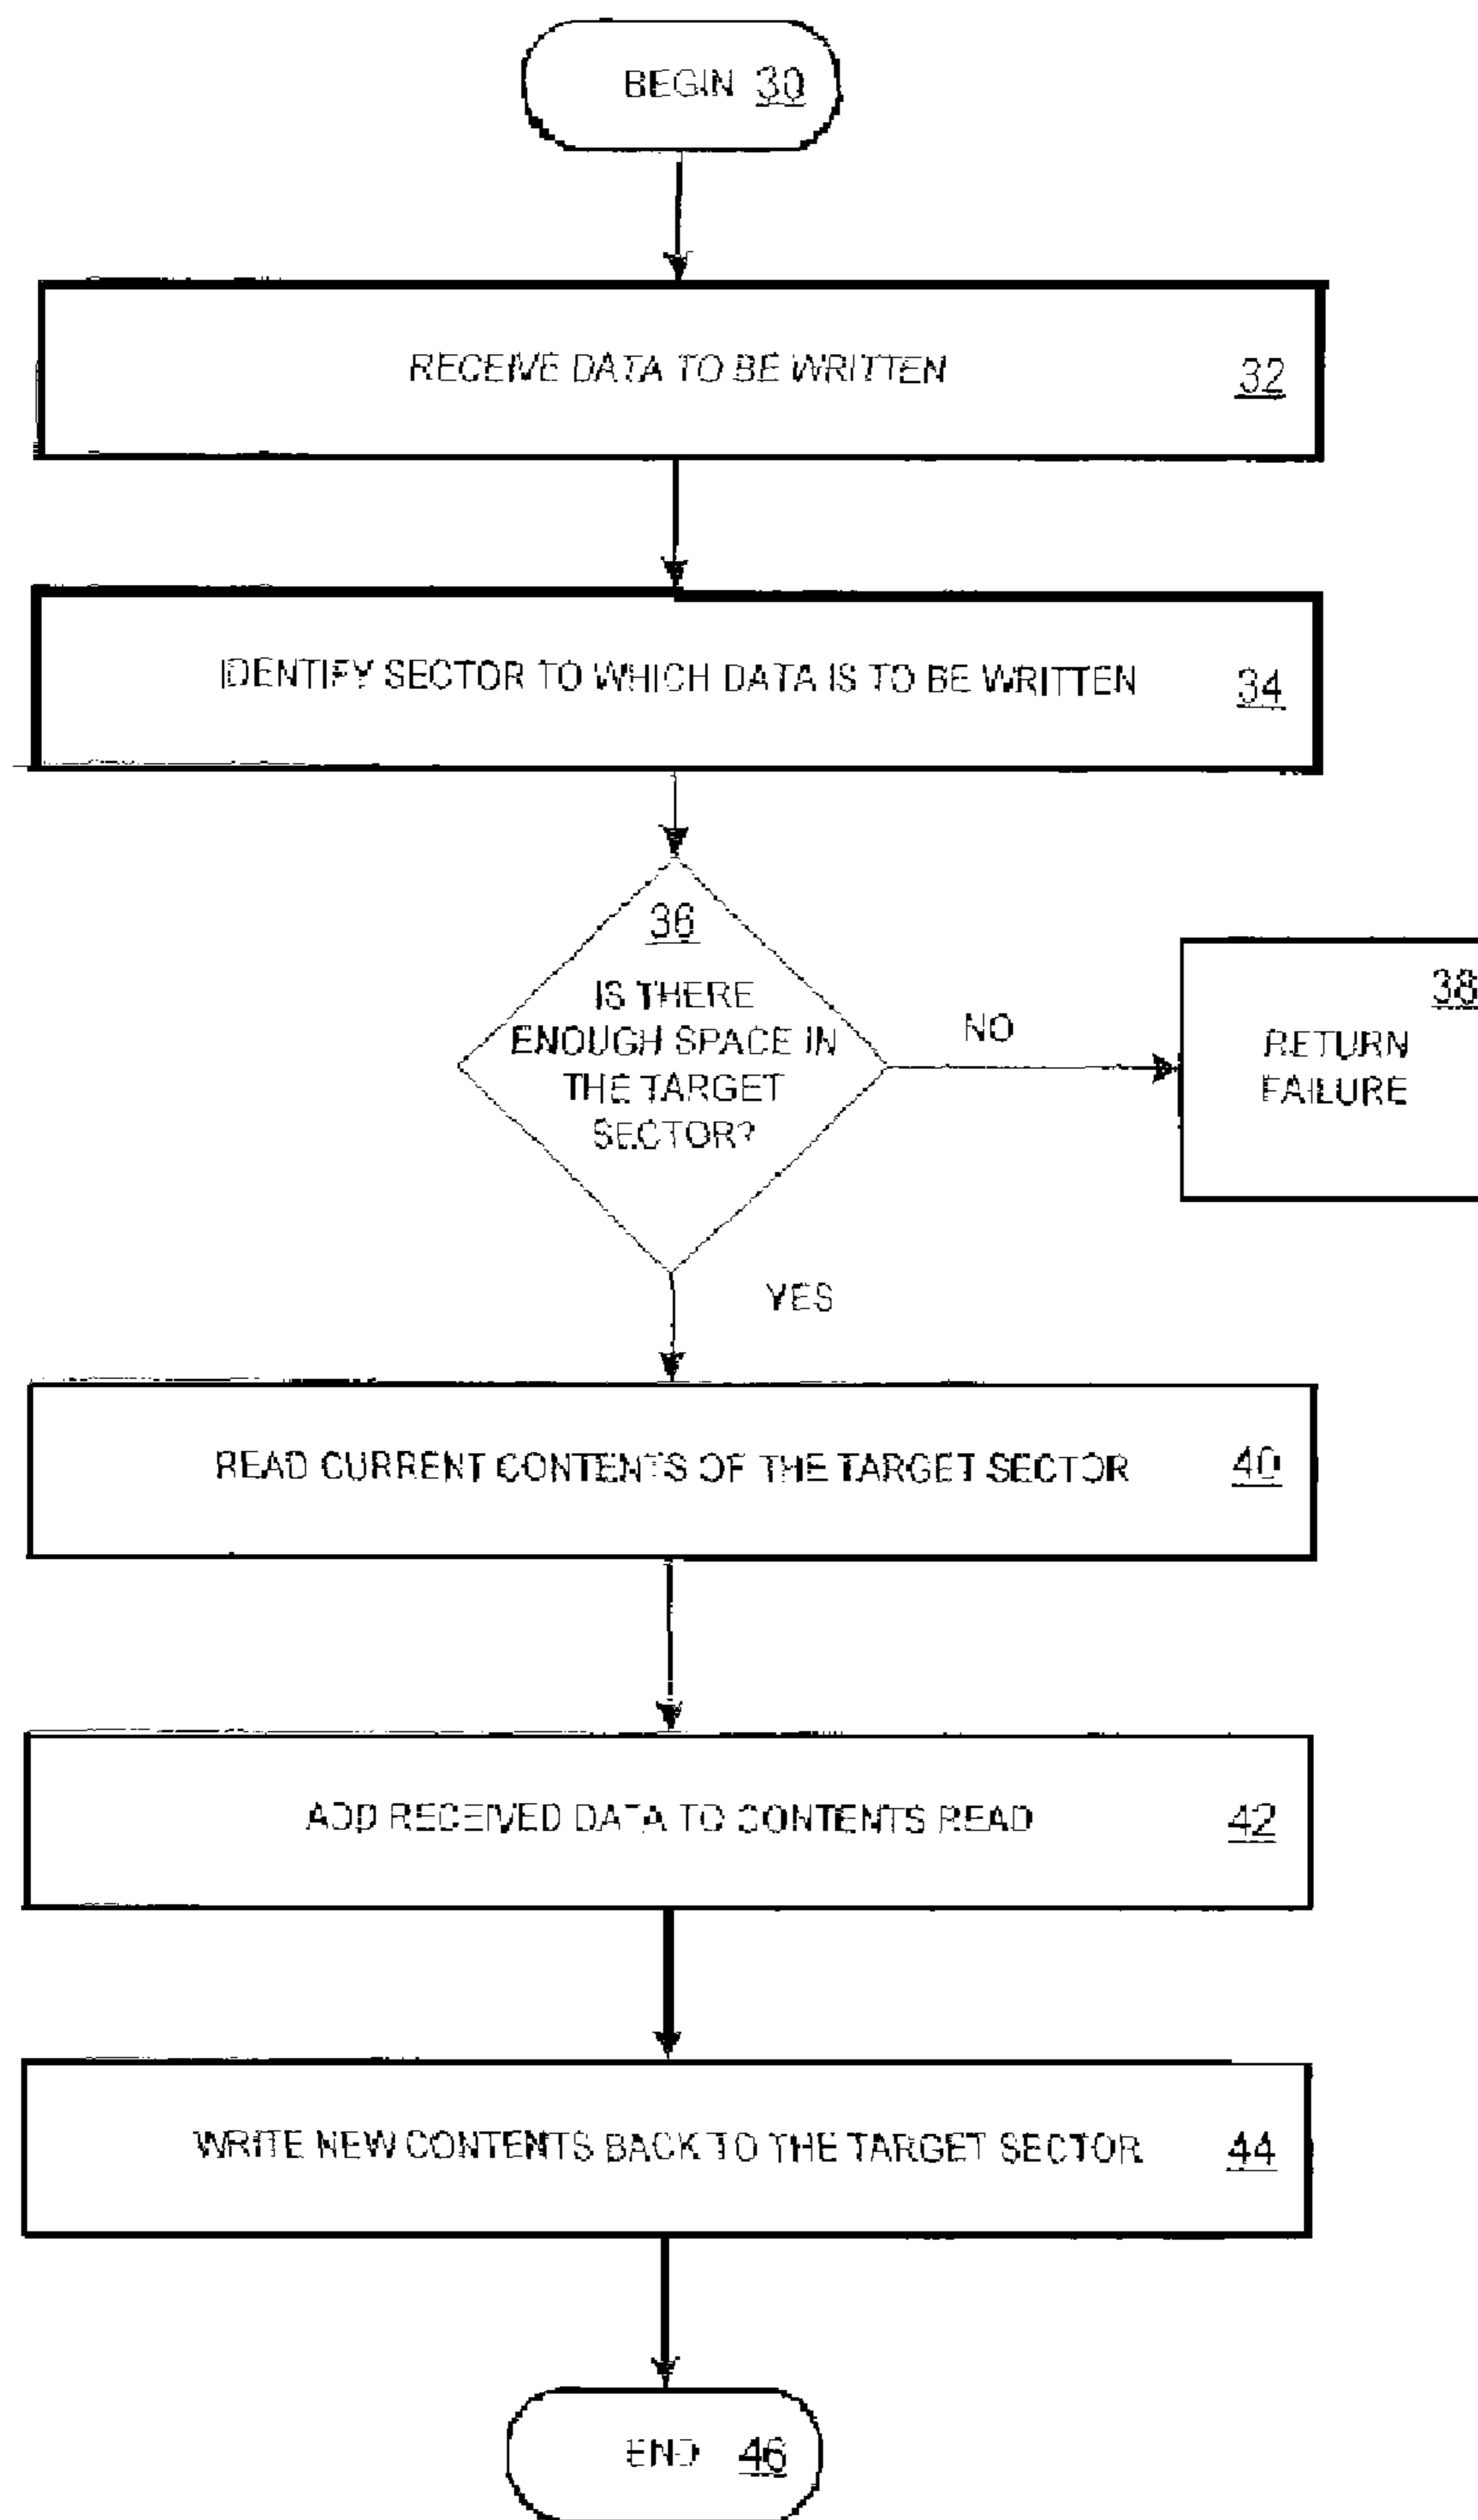 BEGIN 30
RECEIVE DATA TO BE WRITTEN 32
IDENTIFY SECTOR TO WHICH DATA IS TO BE WRITTEN 34
36
IS THERE
ENOUGH SPACE IN
THE TARGET
SECTOR?
NO
38
RETURN
FAILURE
YES
READ CURRENT CONTENTS OF THE TARGET SECTOR 40
ADD RECEIVED DATA TO CONTENTS READ 42
WRITE NEW CONTENTS BACK TO THE TARGET SECTOR 44
END 46